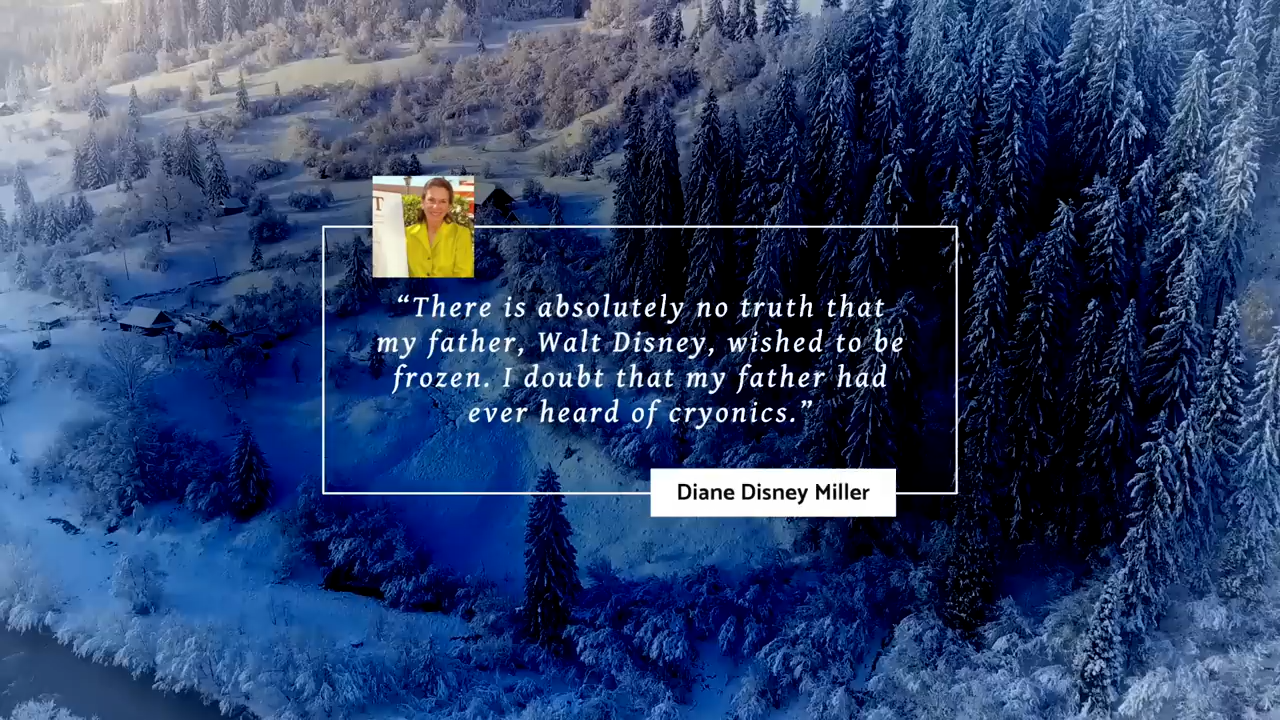 T
“There is absolutely no truth that
my father, Walt Disney, wished to be
frozen. I doubt that my father had
ever heard of cryonics.”
Diane Disney Miller